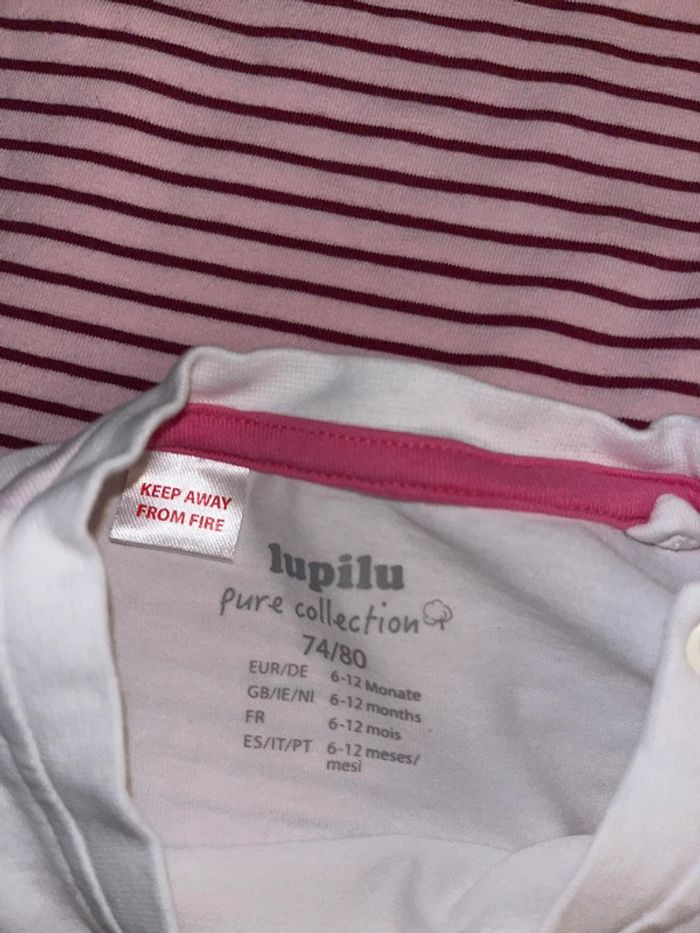 KEEP AWAY
FROM FIRE
lupilu
pure collection
74/80
EUR/DE 6-12 Monate
GB/IE/NI 6-12 months
FR 6-12 mois
ES/IT/PT 6-12 meses/
mesi